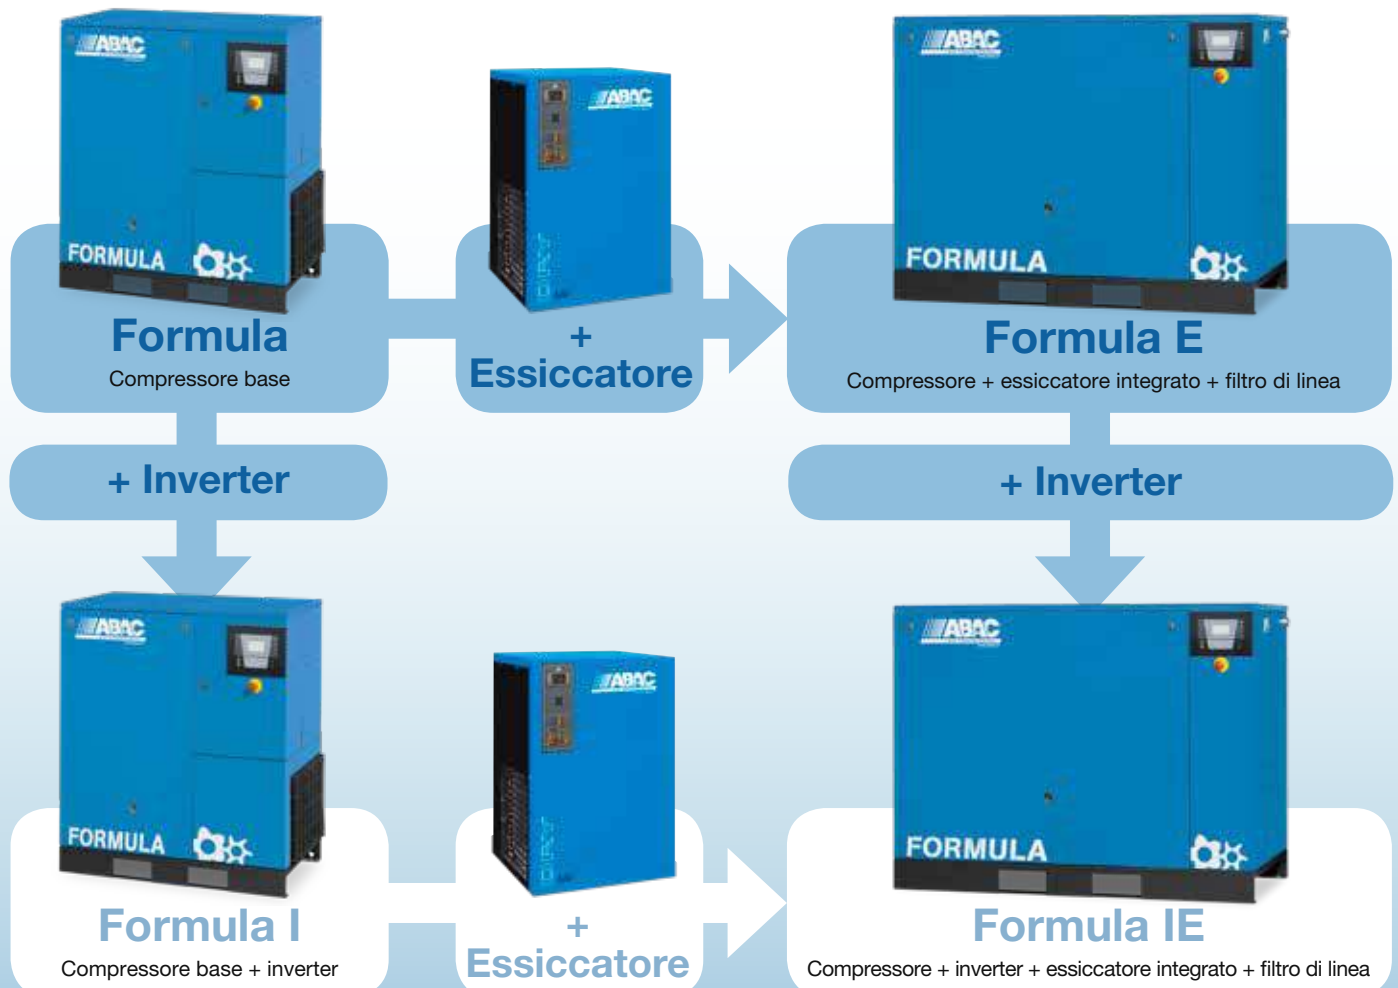 ABAC
ABAC
ABAC
FORMULA
FORMULA
Formula
Compressore base
+
Essiccatore
Formula E
Compressore + essiccatore integrato + filtro di linea
+ Inverter
+ Inverter
ABAC
ABAC
ABAC
FORMULA
FORMULA
Formula I
Compressore base + inverter
+
Essiccatore
Formula IE
Compressore + inverter + essiccatore integrato + filtro di linea